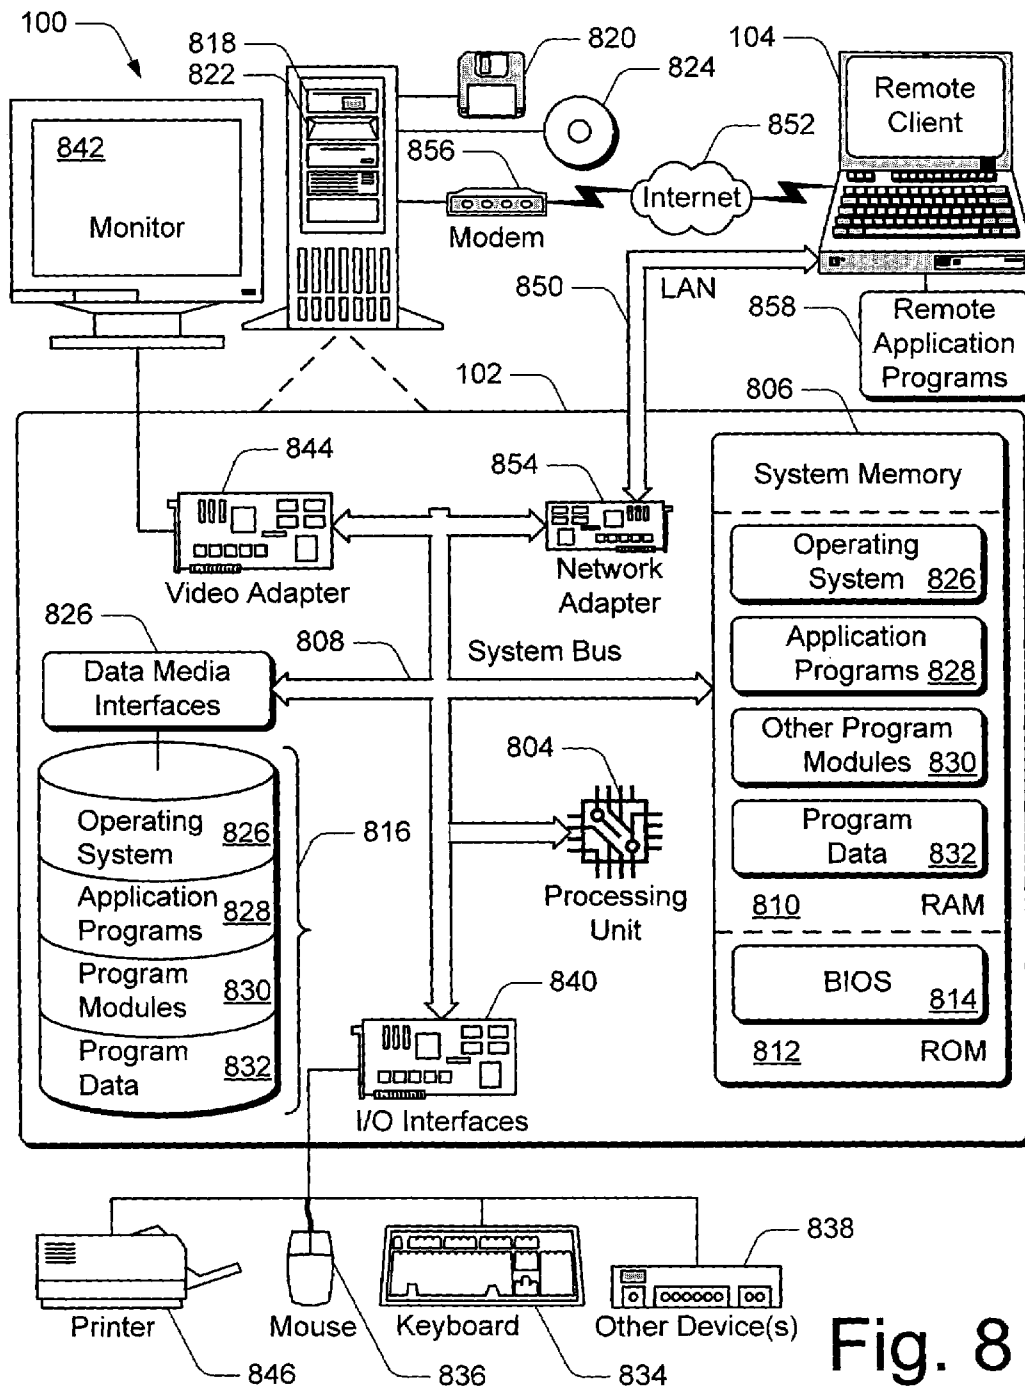 100
818
822
820
824
104
Remote
Client
852
842
Monitor
856
Internet
Modem
LAN
850
858
Remote
Application
Programs
102
806
844
854
System Memory
Operating
System 826
Video Adapter
Network
Adapter
826
808
System Bus
Application
Programs 828
Data Media
Interfaces
Other Program
Modules 830
804
816
Operating
System 826
Program
Data 832
Application
Programs 828
Processing
Unit
810 RAM
Program
Modules 830
840
BIOS 814
Program
Data 832
812 ROM
I/O Interfaces
838
Printer
Mouse
Keyboard
Other Device(s)
846
836
834
Fig. 8